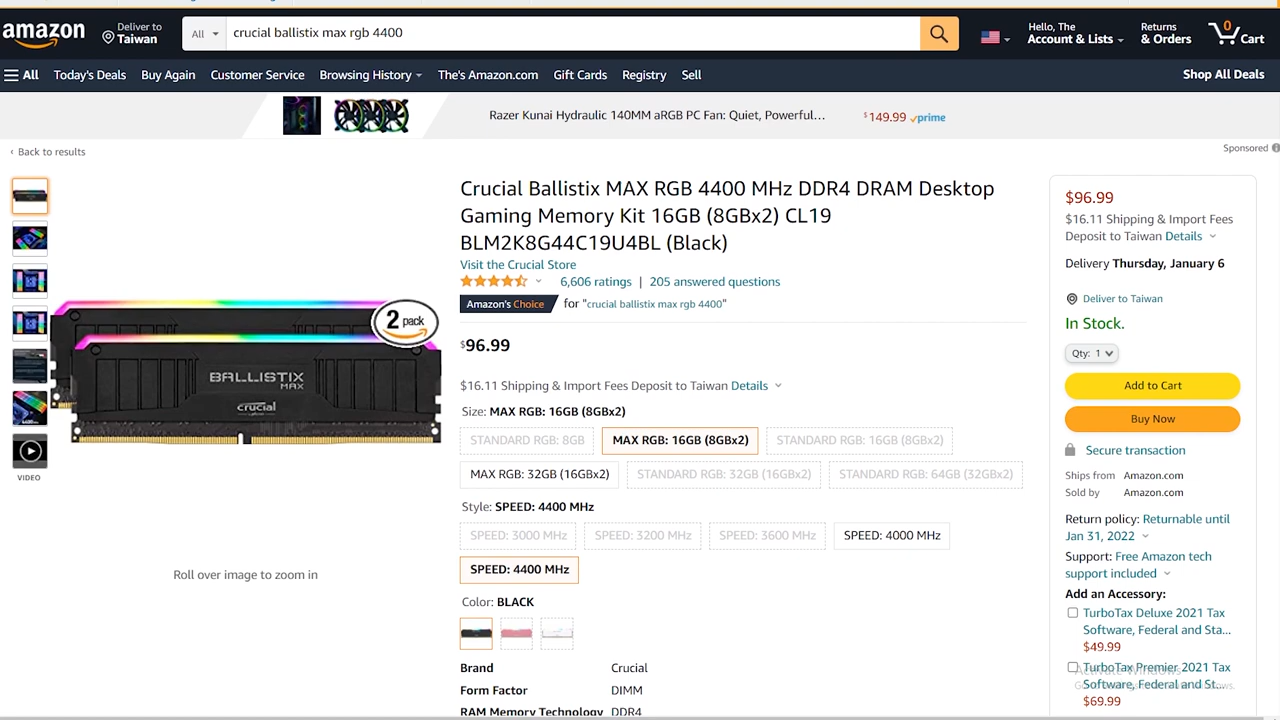 amazon
Deliver to
Taiwan
All
crucial ballistix max rgb 4400
Hello, The
Account & Lists
Returns
& Orders
0
Cart
All
Today's Deals
Buy Again
Customer Service
Browsing History
The's Amazon.com
Gift Cards
Registry
Sell
Shop All Deals
Razer Kunai Hydraulic 140MM aRGB PC Fan: Quiet, Powerful...
$149.99 prime
‹ Back to results
Sponsored
VIDEO
2 pack
BALLISTIX
MAX
crucial
Roll over image to zoom in
Crucial Ballistix MAX RGB 4400 MHz DDR4 DRAM Desktop
Gaming Memory Kit 16GB (8GBx2) CL19
BLM2K8G44C19U4BL (Black)
Visit the Crucial Store
6,606 ratings | 205 answered questions
Amazon's Choice for "crucial ballistix max rgb 4400"
$96.99
$16.11 Shipping & Import Fees Deposit to Taiwan Details
Size: MAX RGB: 16GB (8GBx2)
STANDARD RGB: 8GB
MAX RGB: 16GB (8GBx2)
STANDARD RGB: 16GB (8GBx2)
MAX RGB: 32GB (16GBx2)
STANDARD RGB: 32GB (16GBx2)
STANDARD RGB: 64GB (32GBx2)
Style: SPEED: 4400 MHz
SPEED: 3000 MHz
SPEED: 3200 MHz
SPEED: 3600 MHz
SPEED: 4000 MHz
SPEED: 4400 MHz
Color: BLACK
Brand Crucial
Form Factor DIMM
RAM Memory Technology DDR4
$96.99
$16.11 Shipping & Import Fees
Deposit to Taiwan Details
Delivery Thursday, January 6
Deliver to Taiwan
In Stock.
Qty: 1
Add to Cart
Buy Now
Secure transaction
Ships from Amazon.com
Sold by Amazon.com
Return policy: Returnable until
Jan 31, 2022
Support: Free Amazon tech
support included
Add an Accessory:
TurboTax Deluxe 2021 Tax
Software, Federal and Sta...
$49.99
TurboTax Premier 2021 Tax
Software, Federal and St...
$69.99
Activate Windows